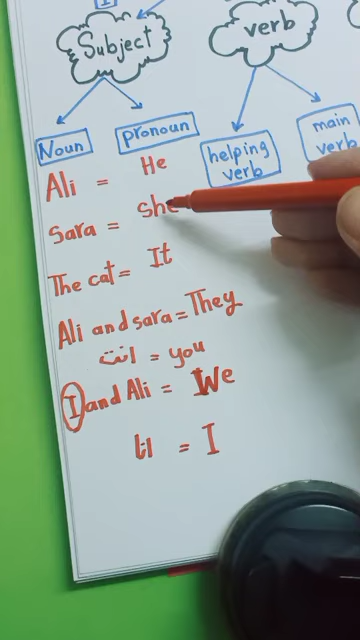 1
Subject
verb
Noun
pronoun
helping verb
main verb
Ali = He
Sara = she
The cat = It
Ali and sara = They
انت = you
I and Ali = We
انا = I